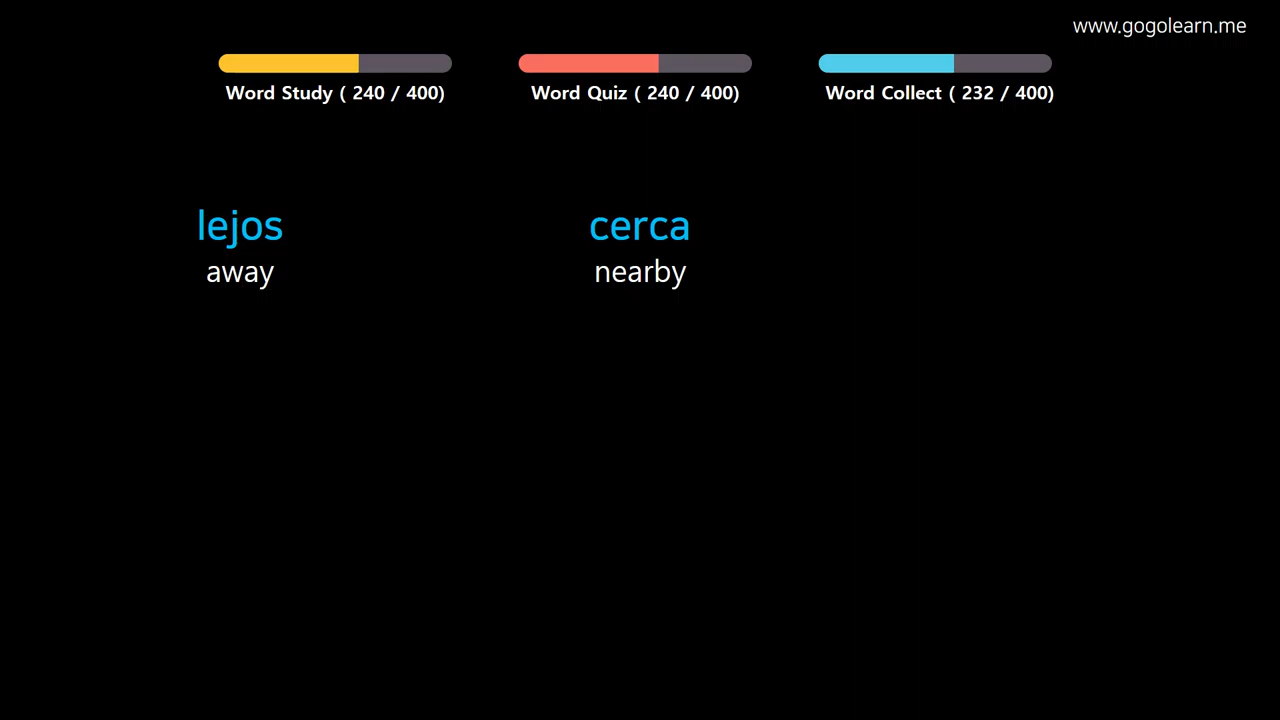 www.gogolearn.me
Word Study ( 240 / 400)
Word Quiz ( 240 / 400)
Word Collect ( 232 / 400)
lejos
cerca
away
nearby